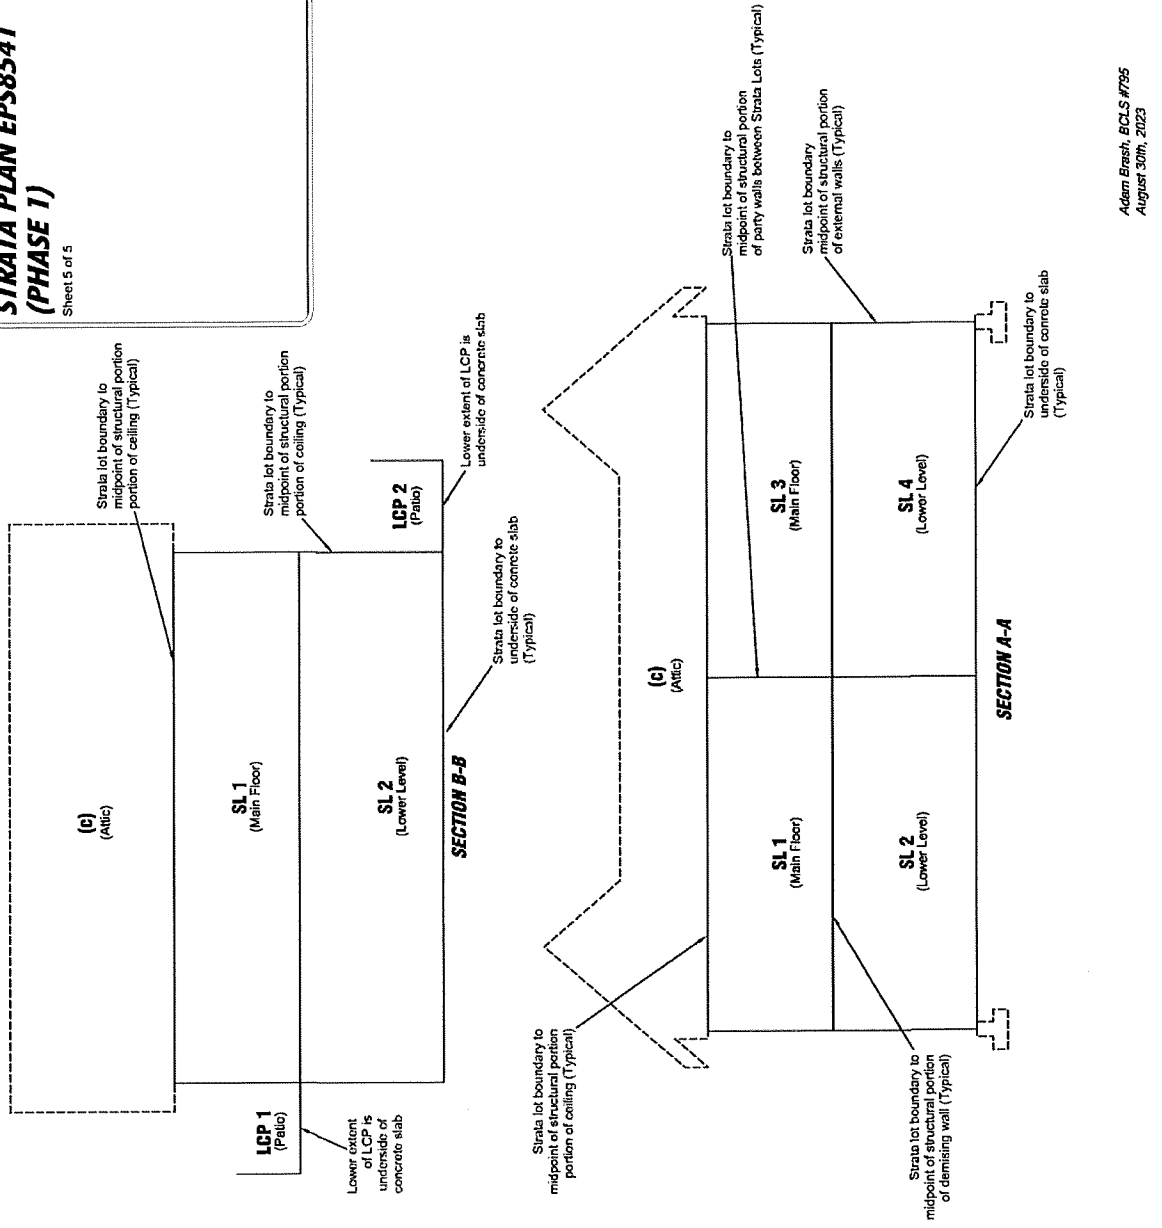 STRATA PLAN EPS8541
(PHASE 1)
Sheet 5 of 5
(c)
(Attic)
Strata lot boundary to
midpoint of structural portion
portion of ceiling (Typical)
SL 1
(Main Floor)
Strata lot boundary to
midpoint of structural portion
portion of ceiling (Typical)
LCP 1
(Patio)
LCP 2
(Patio)
SL 2
(Lower Level)
Lower extent
of LCP is
underside of
concrete slab
Lower extent of LCP is
underside of concrete slab
Strata lot boundary to
underside of conrete slab
(Typical)
SECTION B-B
Strata lot boundary to
midpoint of structural portion
portion of ceiling (Typical)
(c)
(Attic)
Strata lot boundary to
midpoint of structural portion
of party walls between Strata Lots (Typical)
SL 1
(Main Floor)
SL 3
(Main Floor)
Strata lot boundary
midpoint of structural portion
of external walls (Typical)
SL 2
(Lower Level)
SL 4
(Lower Level)
Strata lot boundary to
midpoint of structural portion
of demising wall (Typical)
Strata lot boundary to
underside of conrete slab
(Typical)
SECTION A-A
Adam Brash, BCLS #795
August 30th, 2023